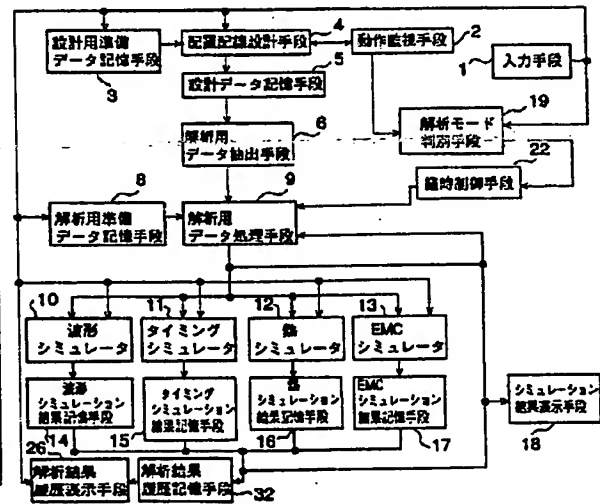 4
2
設計用準備
データ記憶手段
配置配線設計手段
動作監視手段
1
入力手段
3
5
設計データ記憶手段
19
解析モード
判別手段
6
解析用
データ抽出手段
22
臨時制御手段
8
9
解析用準備
データ記憶手段
解析用
データ処理手段
10
11
12
13
波形
シミュレータ
タイミング
シミュレータ
熱
シミュレータ
EMC
シミュレータ
波形
シミュレーション
結果記憶手段
タイミング
シミュレーション
結果記憶手段
熱
シミュレーション
結果記憶手段
EMC
シミュレーション
結果記憶手段
シミュレーション
結果表示手段
14
15
16
17
18
26
解析結果
履歴表示手段
解析結果
履歴記憶手段
32